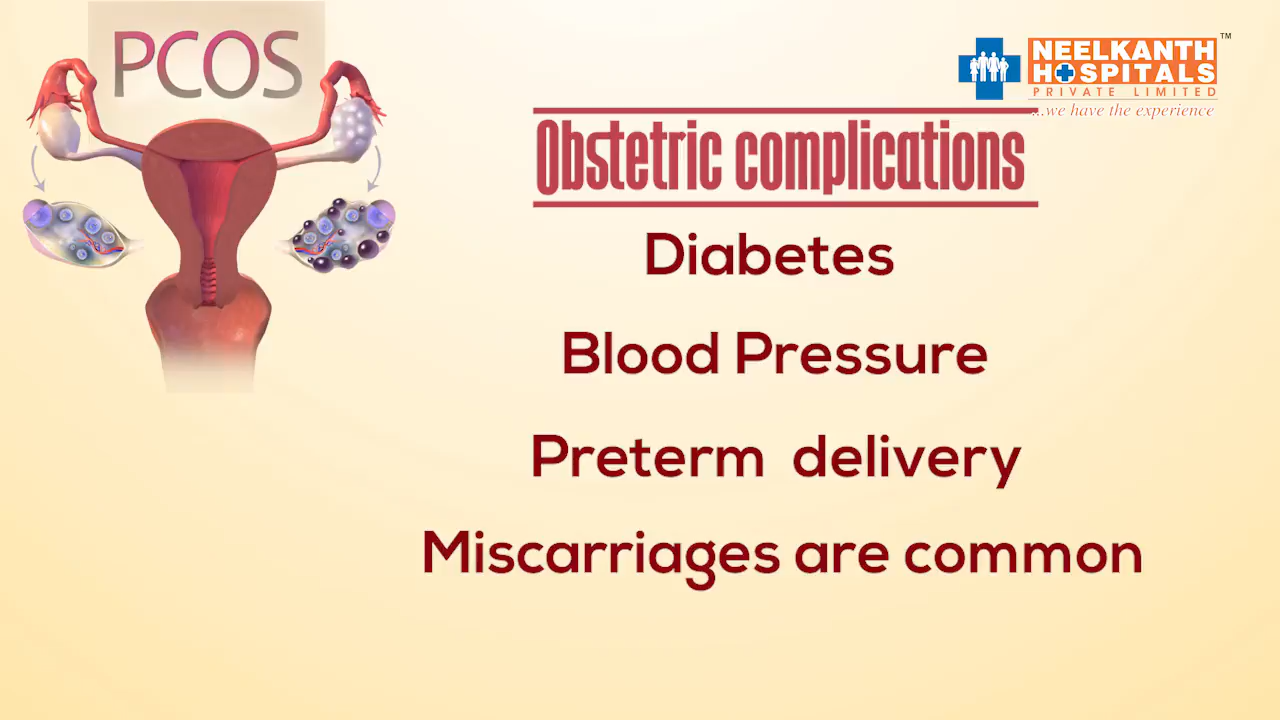 PCOS
NEELKANTH
HOSPITALS
PRIVATE LIMITED
...we have the experience
TM
Obstetric complications
Diabetes
Blood Pressure
Preterm delivery
Miscarriages are common